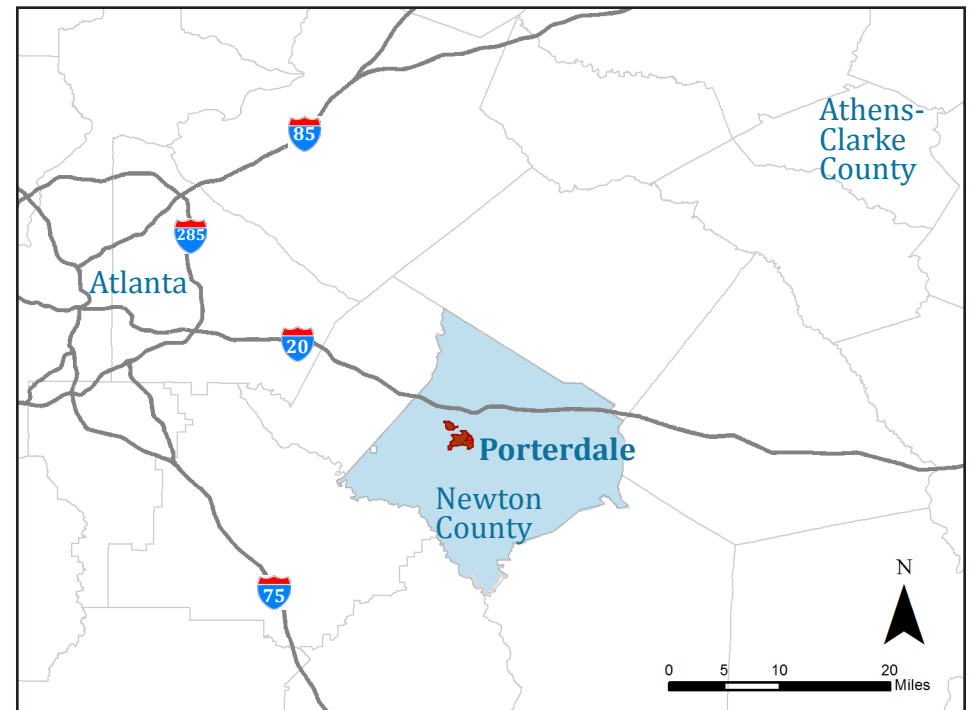 85
Athens-
Clarke
County
285
Atlanta
20
Porterdale
Newton
County
75
N
0 5 10 20
Miles